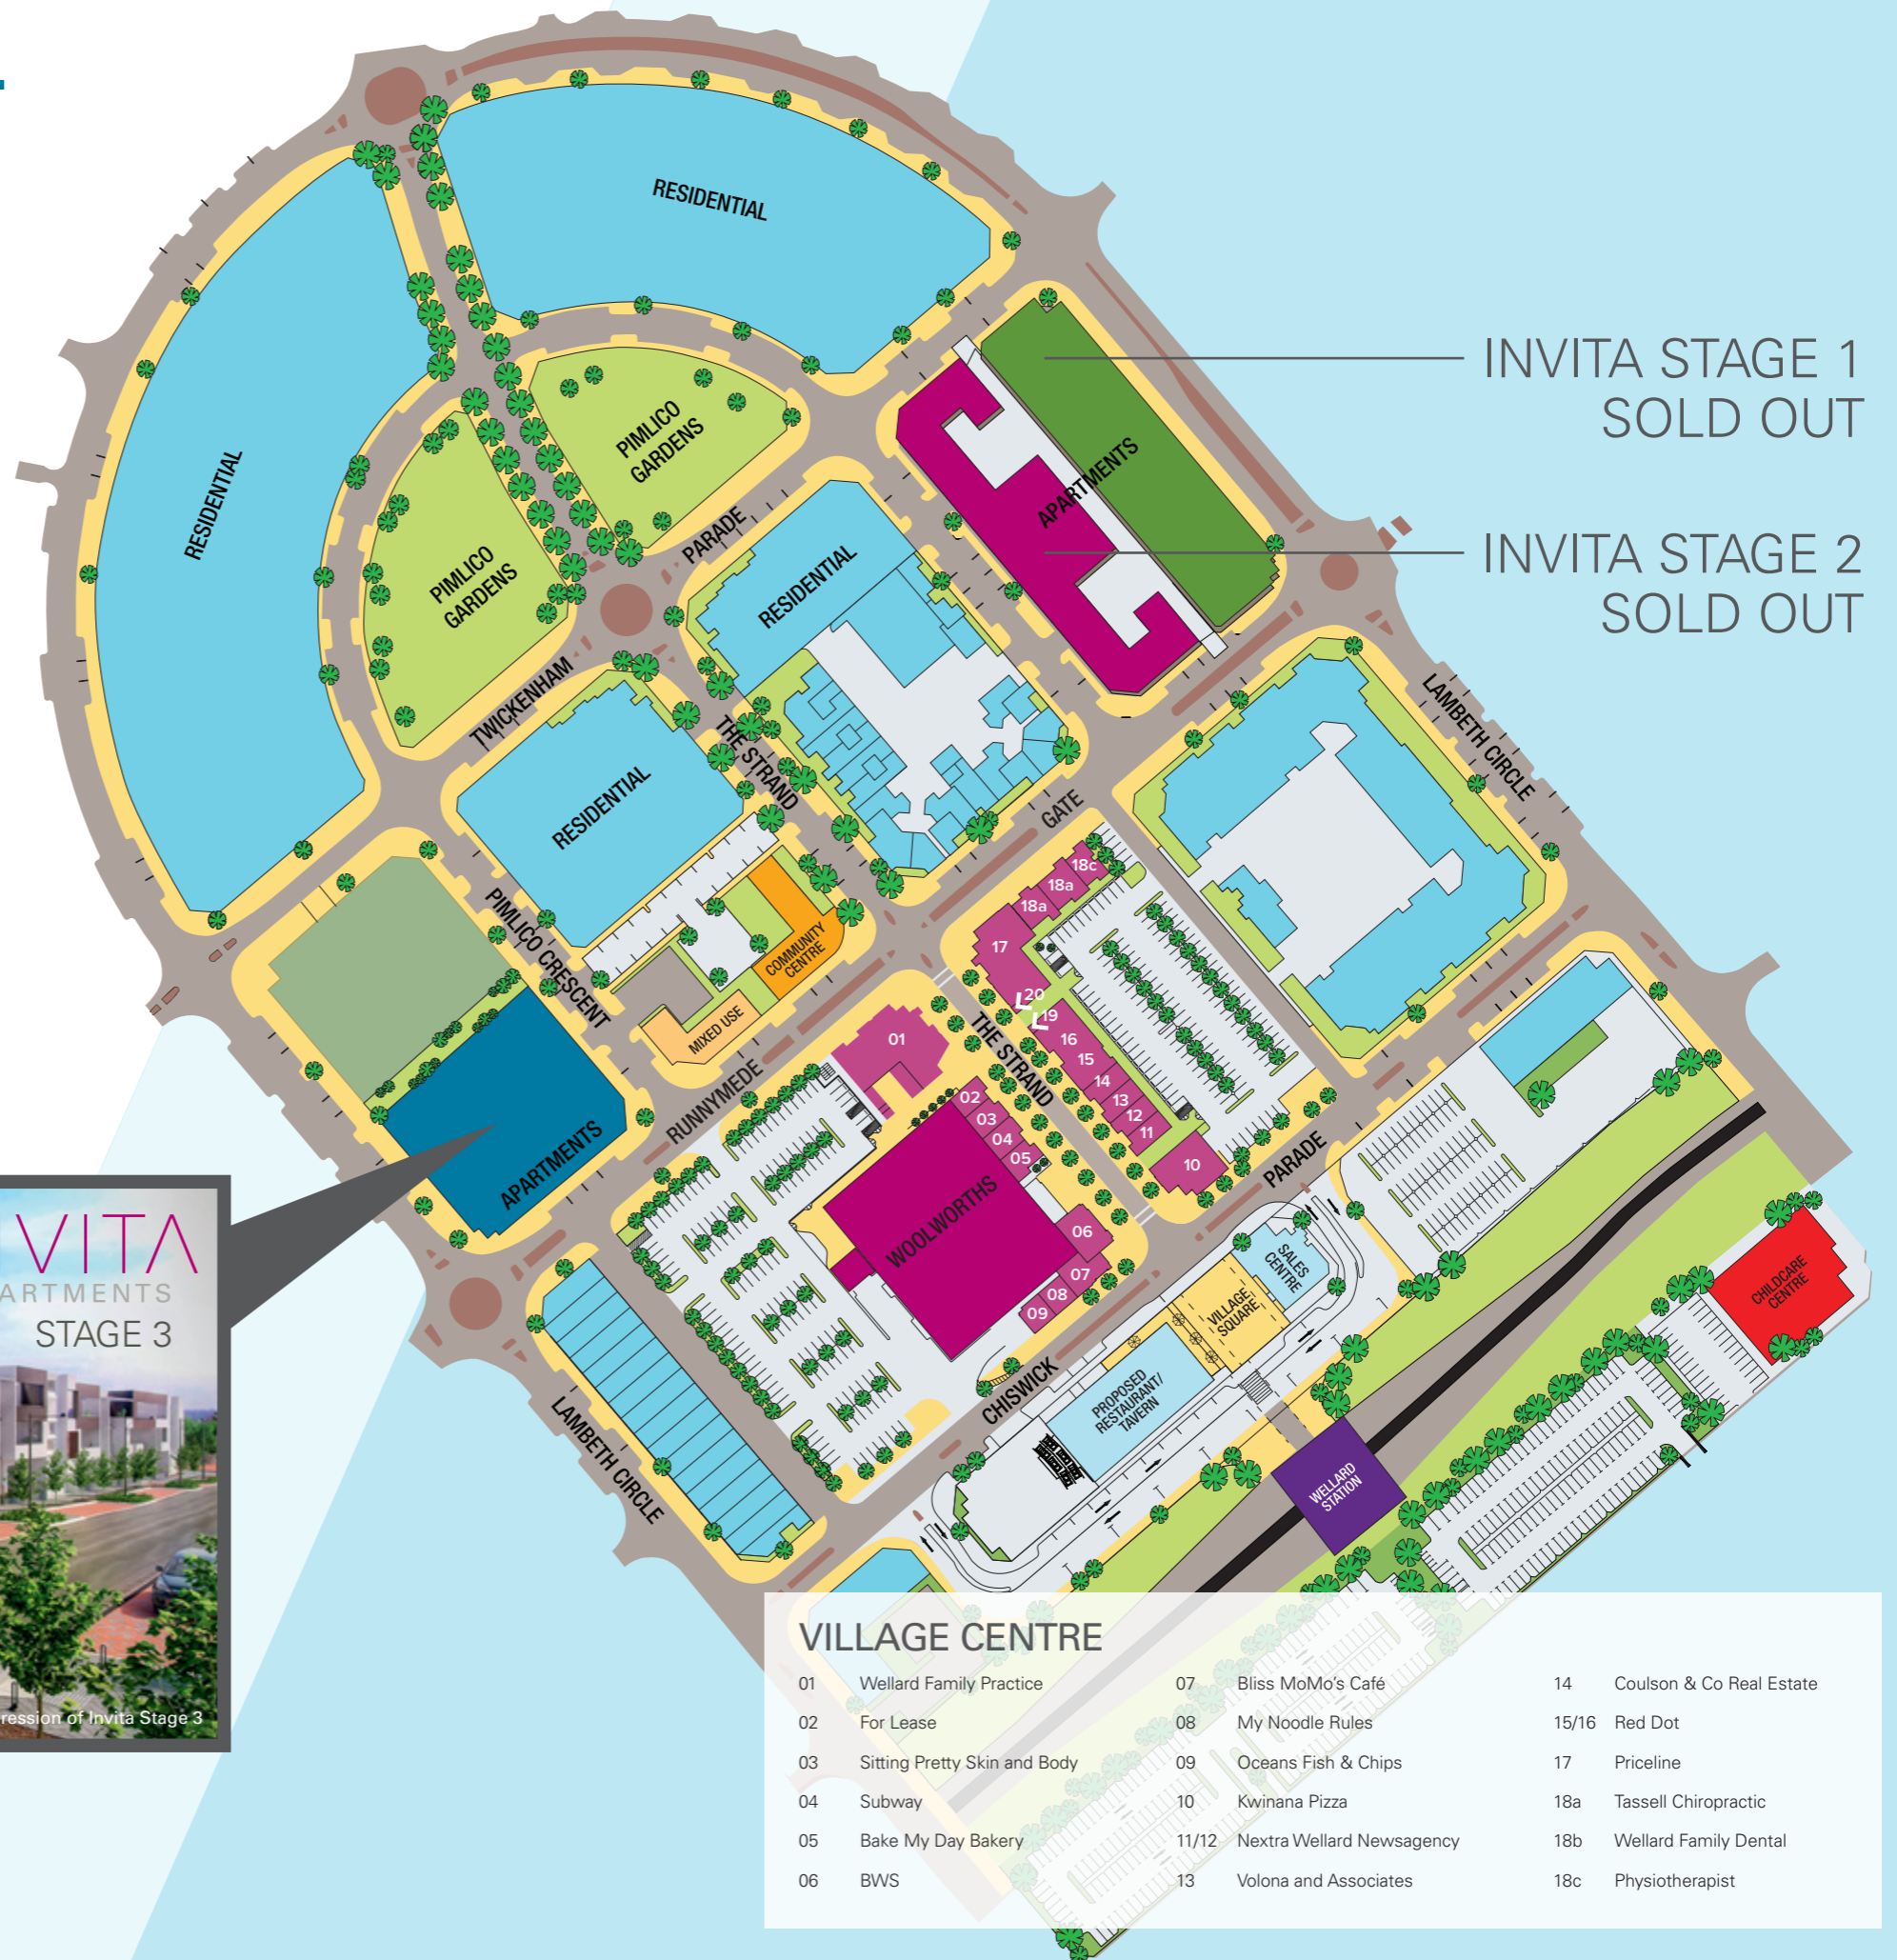 RESIDENTIAL
RESIDENTIAL
PIMLICO
GARDENS
PIMLICO
GARDENS
APARTMENTS
INVITA STAGE 1
SOLD OUT
INVITA STAGE 2
SOLD OUT
PARADE
TWICKENHAM
RESIDENTIAL
RESIDENTIAL
THE STRAND
LAMBETH CIRCLE
GATE
PIMLICO CRESCENT
COMMUNITY
CENTRE
MIXED USE
RUNNYMEDE
APARTMENTS
18c
18a
18a
17
20
19
16
15
14
13
12
11
10
THE STRAND
01
02
03
04
05
06
07
08
09
WOOLWORTHS
PARADE
CHISWICK
SALES
CENTRE
VILLAGE
SQUARE
PROPOSED
RESTAURANT/
TAVERN
CHILDCARE
CENTRE
WELLARD
STATION
LAMBETH CIRCLE
VITA
ARTMENTS
STAGE 3
ression of Invita Stage 3
VILLAGE CENTRE
01 Wellard Family Practice
02 For Lease
03 Sitting Pretty Skin and Body
04 Subway
05 Bake My Day Bakery
06 BWS
07 Bliss MoMo's Café
08 My Noodle Rules
09 Oceans Fish & Chips
10 Kwinana Pizza
11/12 Nextra Wellard Newsagency
13 Volona and Associates
14 Coulson & Co Real Estate
15/16 Red Dot
17 Priceline
18a Tassell Chiropractic
18b Wellard Family Dental
18c Physiotherapist